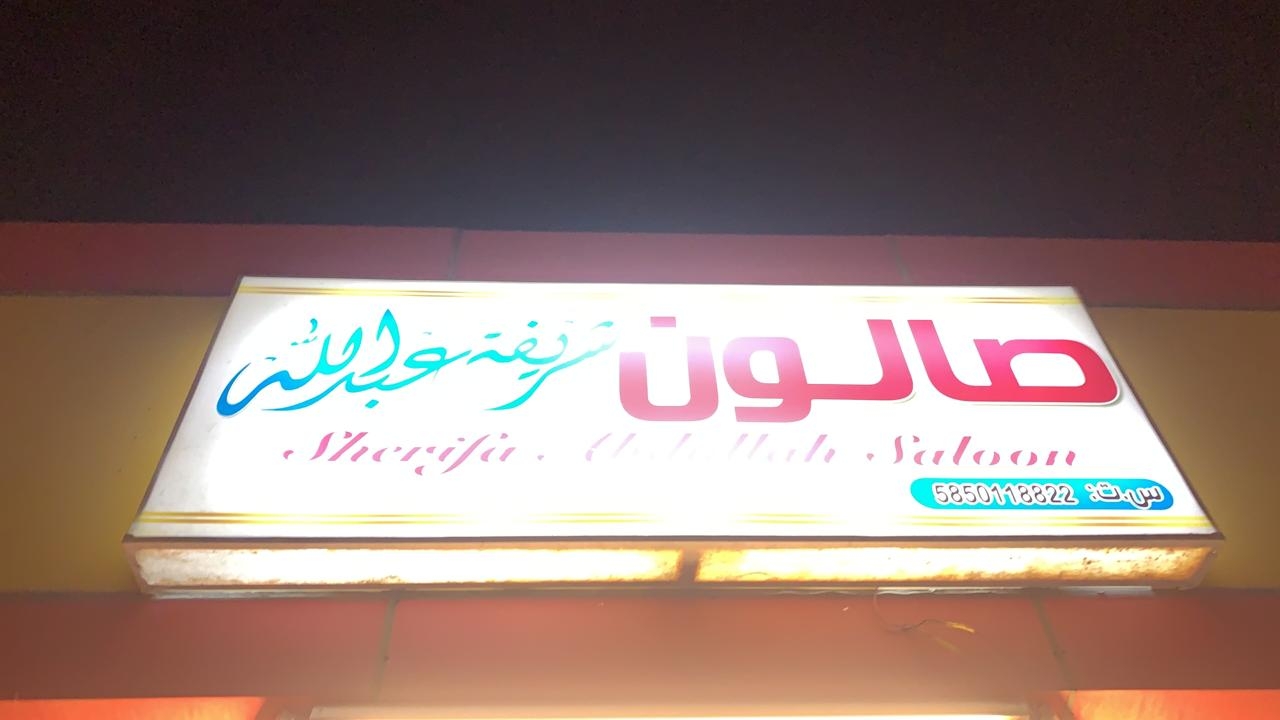 صالون شريفة عبدالله
Sherifa Abdullah Saloon
س.ت: 5850118822